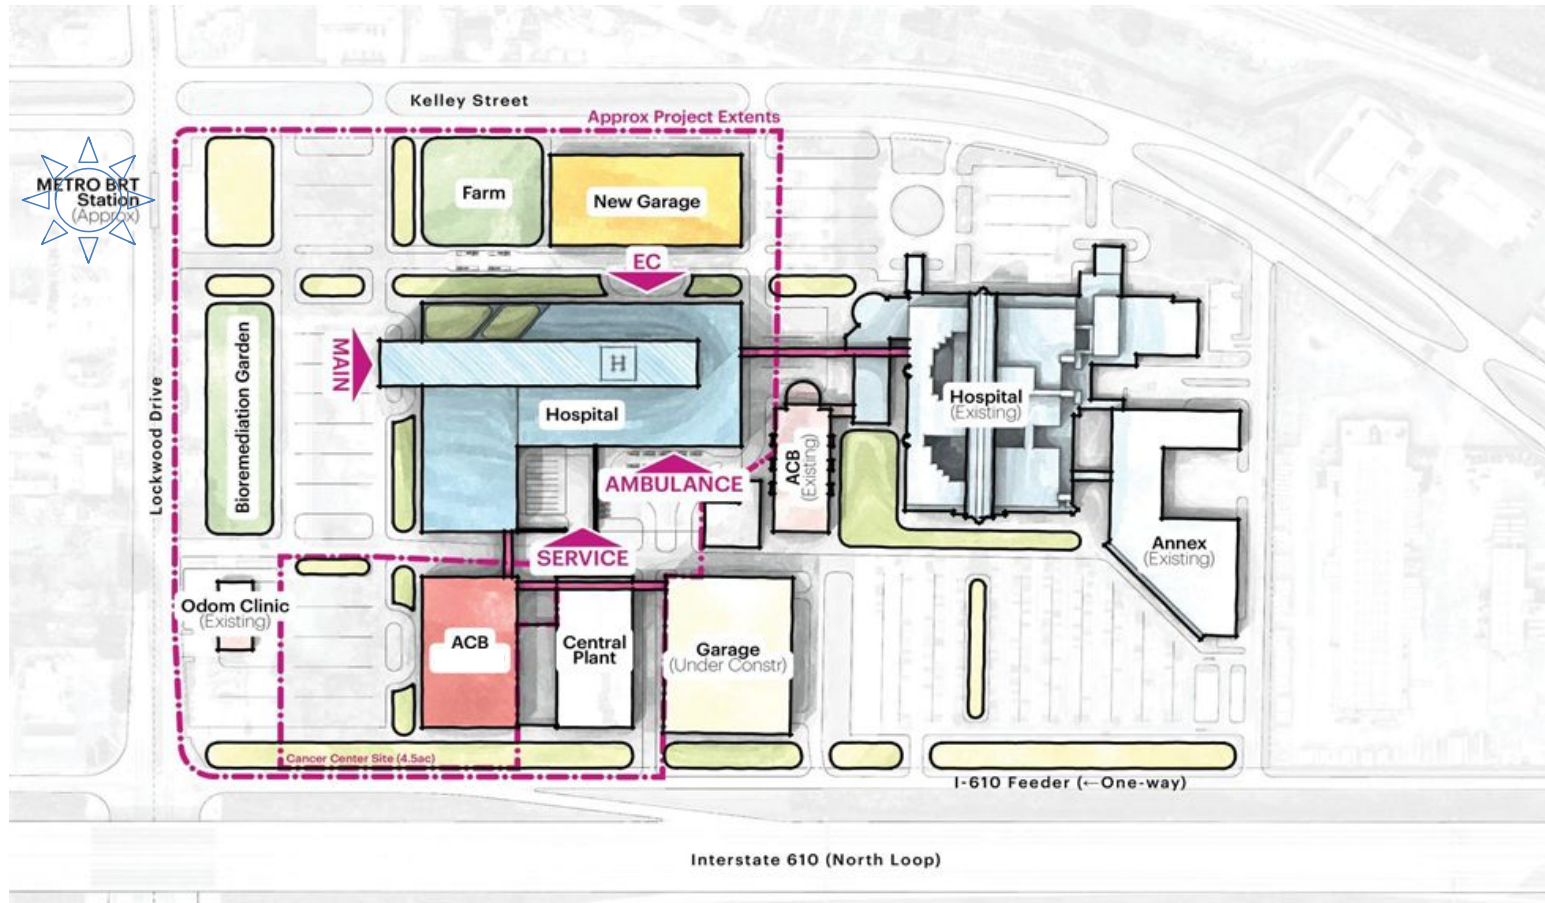 Kelley Street
Approx Project Extents
METRO BRT
Station
(Approx)
Farm
New Garage
EC
MAIN
H
Hospital
Bioremediation Garden
Lockwood Drive
AMBULANCE
SERVICE
ACB
(Existing)
Hospital
(Existing)
Annex
(Existing)
Odom Clinic
(Existing)
ACB
Central
Plant
Garage
(Under Constr)
Cancer Center Site (4.5ac)
I-610 Feeder (←One-way)
Interstate 610 (North Loop)